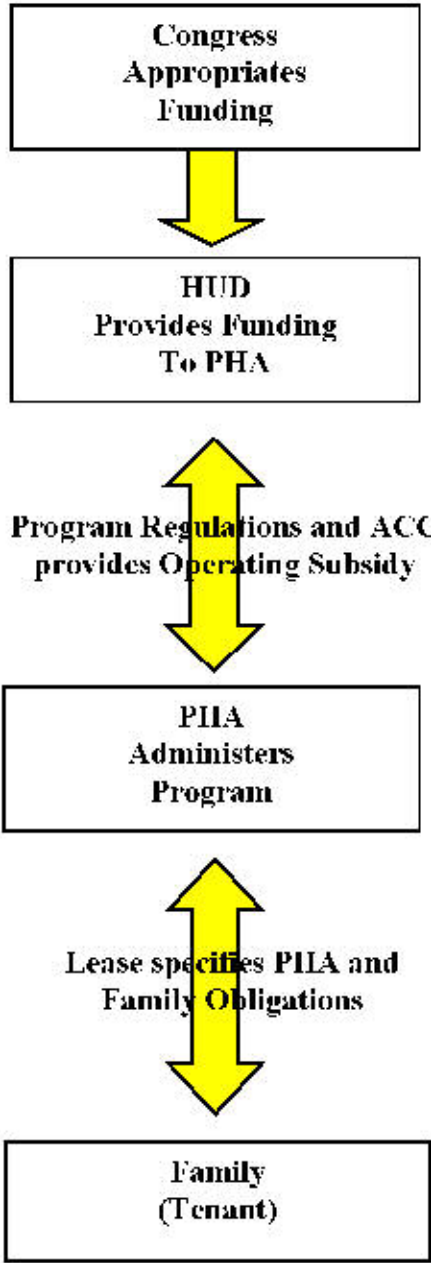 Congress
Appropriates
Funding
HUD
Provides Funding
To PHA
Program Regulations and ACC
provides Operating Subsidy
PHA
Administers
Program
Lease specifies PHA and
Family Obligations
Family
(Tenant)